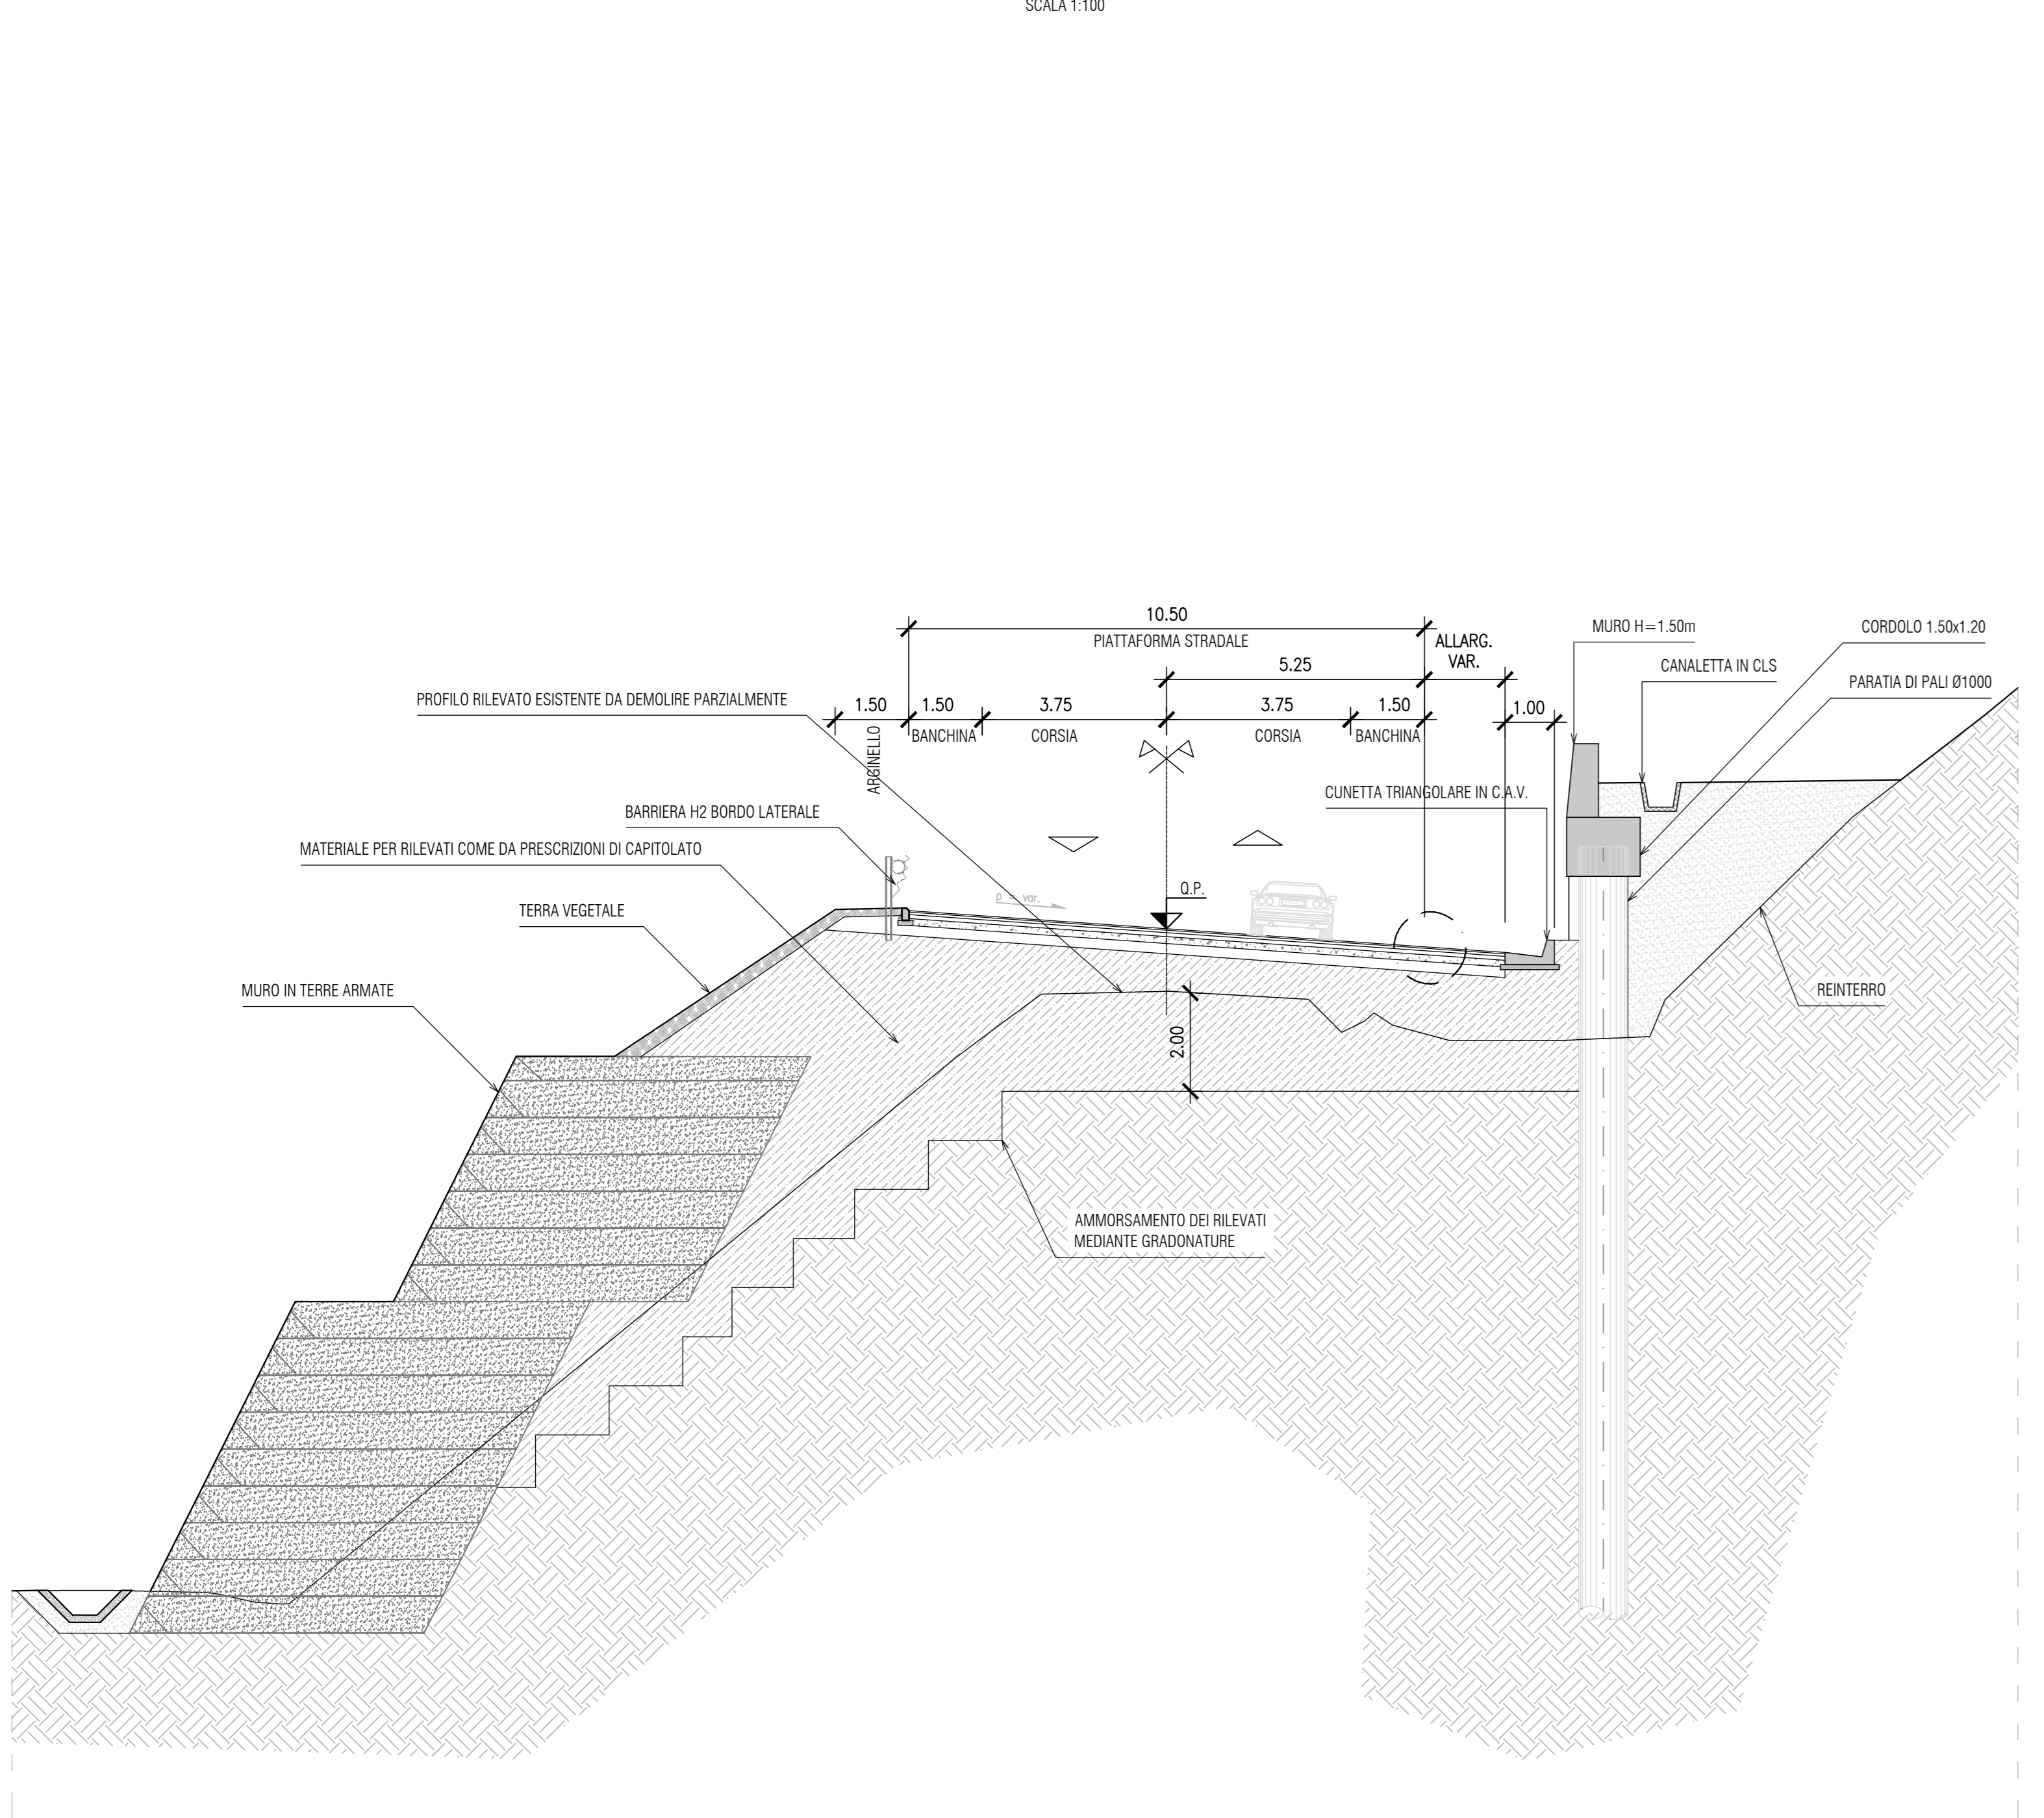 SCALA 1:100
10.50
PIATTAFORMA STRADALE
5.25
ALLARG.
VAR.
MURO H=1.50m
CORDOLO 1.50x1.20
CANALETTA IN CLS
PARATIA DI PALI Ø1000
PROFILO RILEVATO ESISTENTE DA DEMOLIRE PARZIALMENTE
1.50
1.50
3.75
3.75
1.50
1.00
ARGINELLO
BANCHINA
CORSIA
CORSIA
BANCHINA
CUNETTA TRIANGOLARE IN C.A.V.
BARRIERA H2 BORDO LATERALE
MATERIALE PER RILEVATI COME DA PRESCRIZIONI DI CAPITOLATO
Q.P.
p = var.
TERRA VEGETALE
MURO IN TERRE ARMATE
REINTERRO
2.00
AMMORSAMENTO DEI RILEVATI
MEDIANTE GRADONATURE